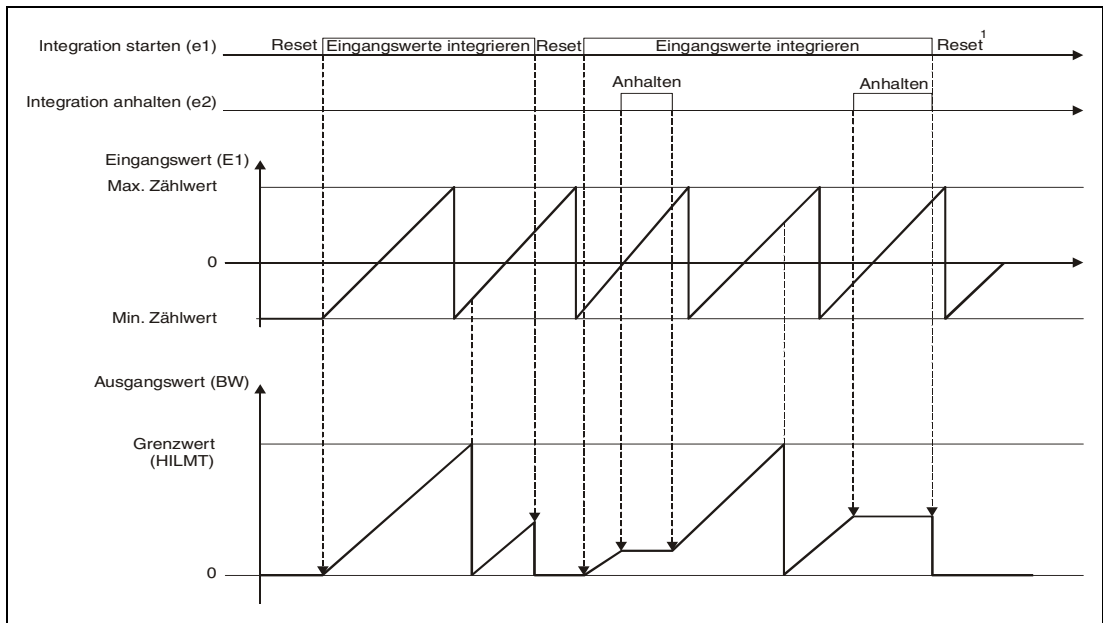 Integration starten (e1)
Reset
Eingangswerte integrieren
Reset
Eingangswerte integrieren
Reset¹
Anhalten
Anhalten
Integration anhalten (e2)
Eingangswert (E1)
Max. Zählwert
0
Min. Zählwert
Ausgangswert (BW)
Grenzwert
(HILMT)
0